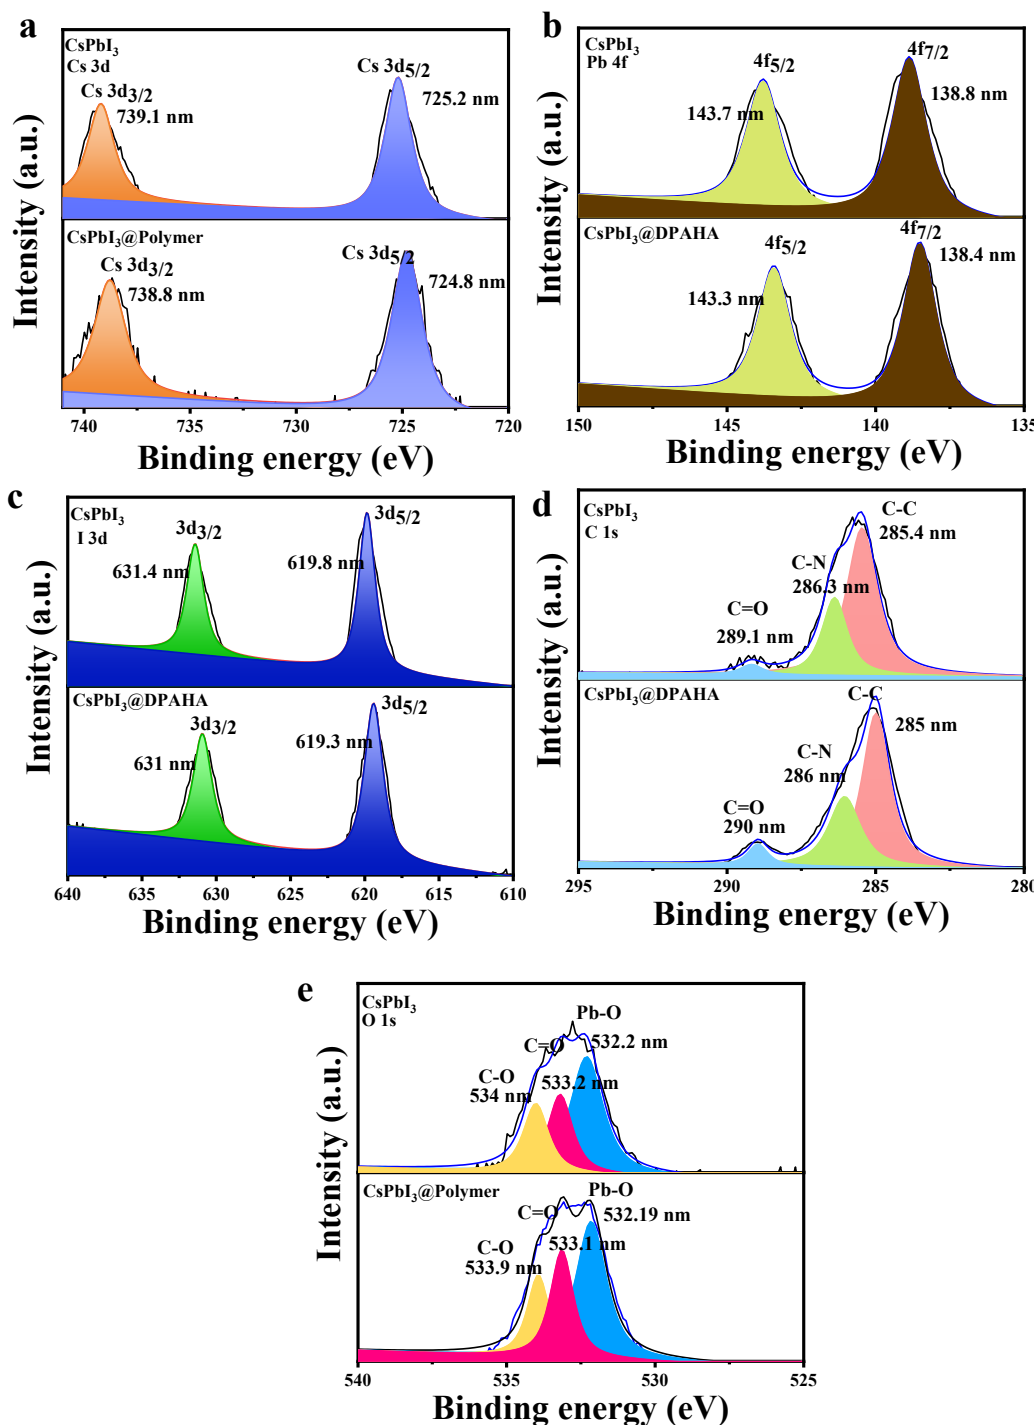 a
CsPbI3
Cs 3d
Cs 3d3/2
739.1 nm
Cs 3d5/2
725.2 nm
CsPbI3@Polymer
Cs 3d3/2
738.8 nm
Cs 3d5/2
724.8 nm
Intensity (a.u.)
740 735 730 725 720
Binding energy (eV)
b
CsPbI3
Pb 4f
4f5/2
143.7 nm
4f7/2
138.8 nm
CsPbI3@DPAHA
4f5/2
143.3 nm
4f7/2
138.4 nm
Intensity (a.u.)
150 145 140 135
Binding energy (eV)
c
CsPbI3
I 3d
3d3/2
631.4 nm
3d5/2
619.8 nm
CsPbI3@DPAHA
3d3/2
631 nm
3d5/2
619.3 nm
Intensity (a.u.)
640 635 630 625 620 615 610
Binding energy (eV)
d
CsPbI3
C 1s
C-C
285.4 nm
C-N
286.3 nm
C=O
289.1 nm
CsPbI3@DPAHA
C-C
285 nm
C-N
286 nm
C=O
290 nm
Intensity (a.u.)
295 290 285 280
Binding energy (eV)
e
CsPbI3
O 1s
Pb-O
532.2 nm
C=O
533.2 nm
C-O
534 nm
CsPbI3@Polymer
Pb-O
532.19 nm
C=O
533.1 nm
C-O
533.9 nm
Intensity (a.u.)
540 535 530 525
Binding energy (eV)